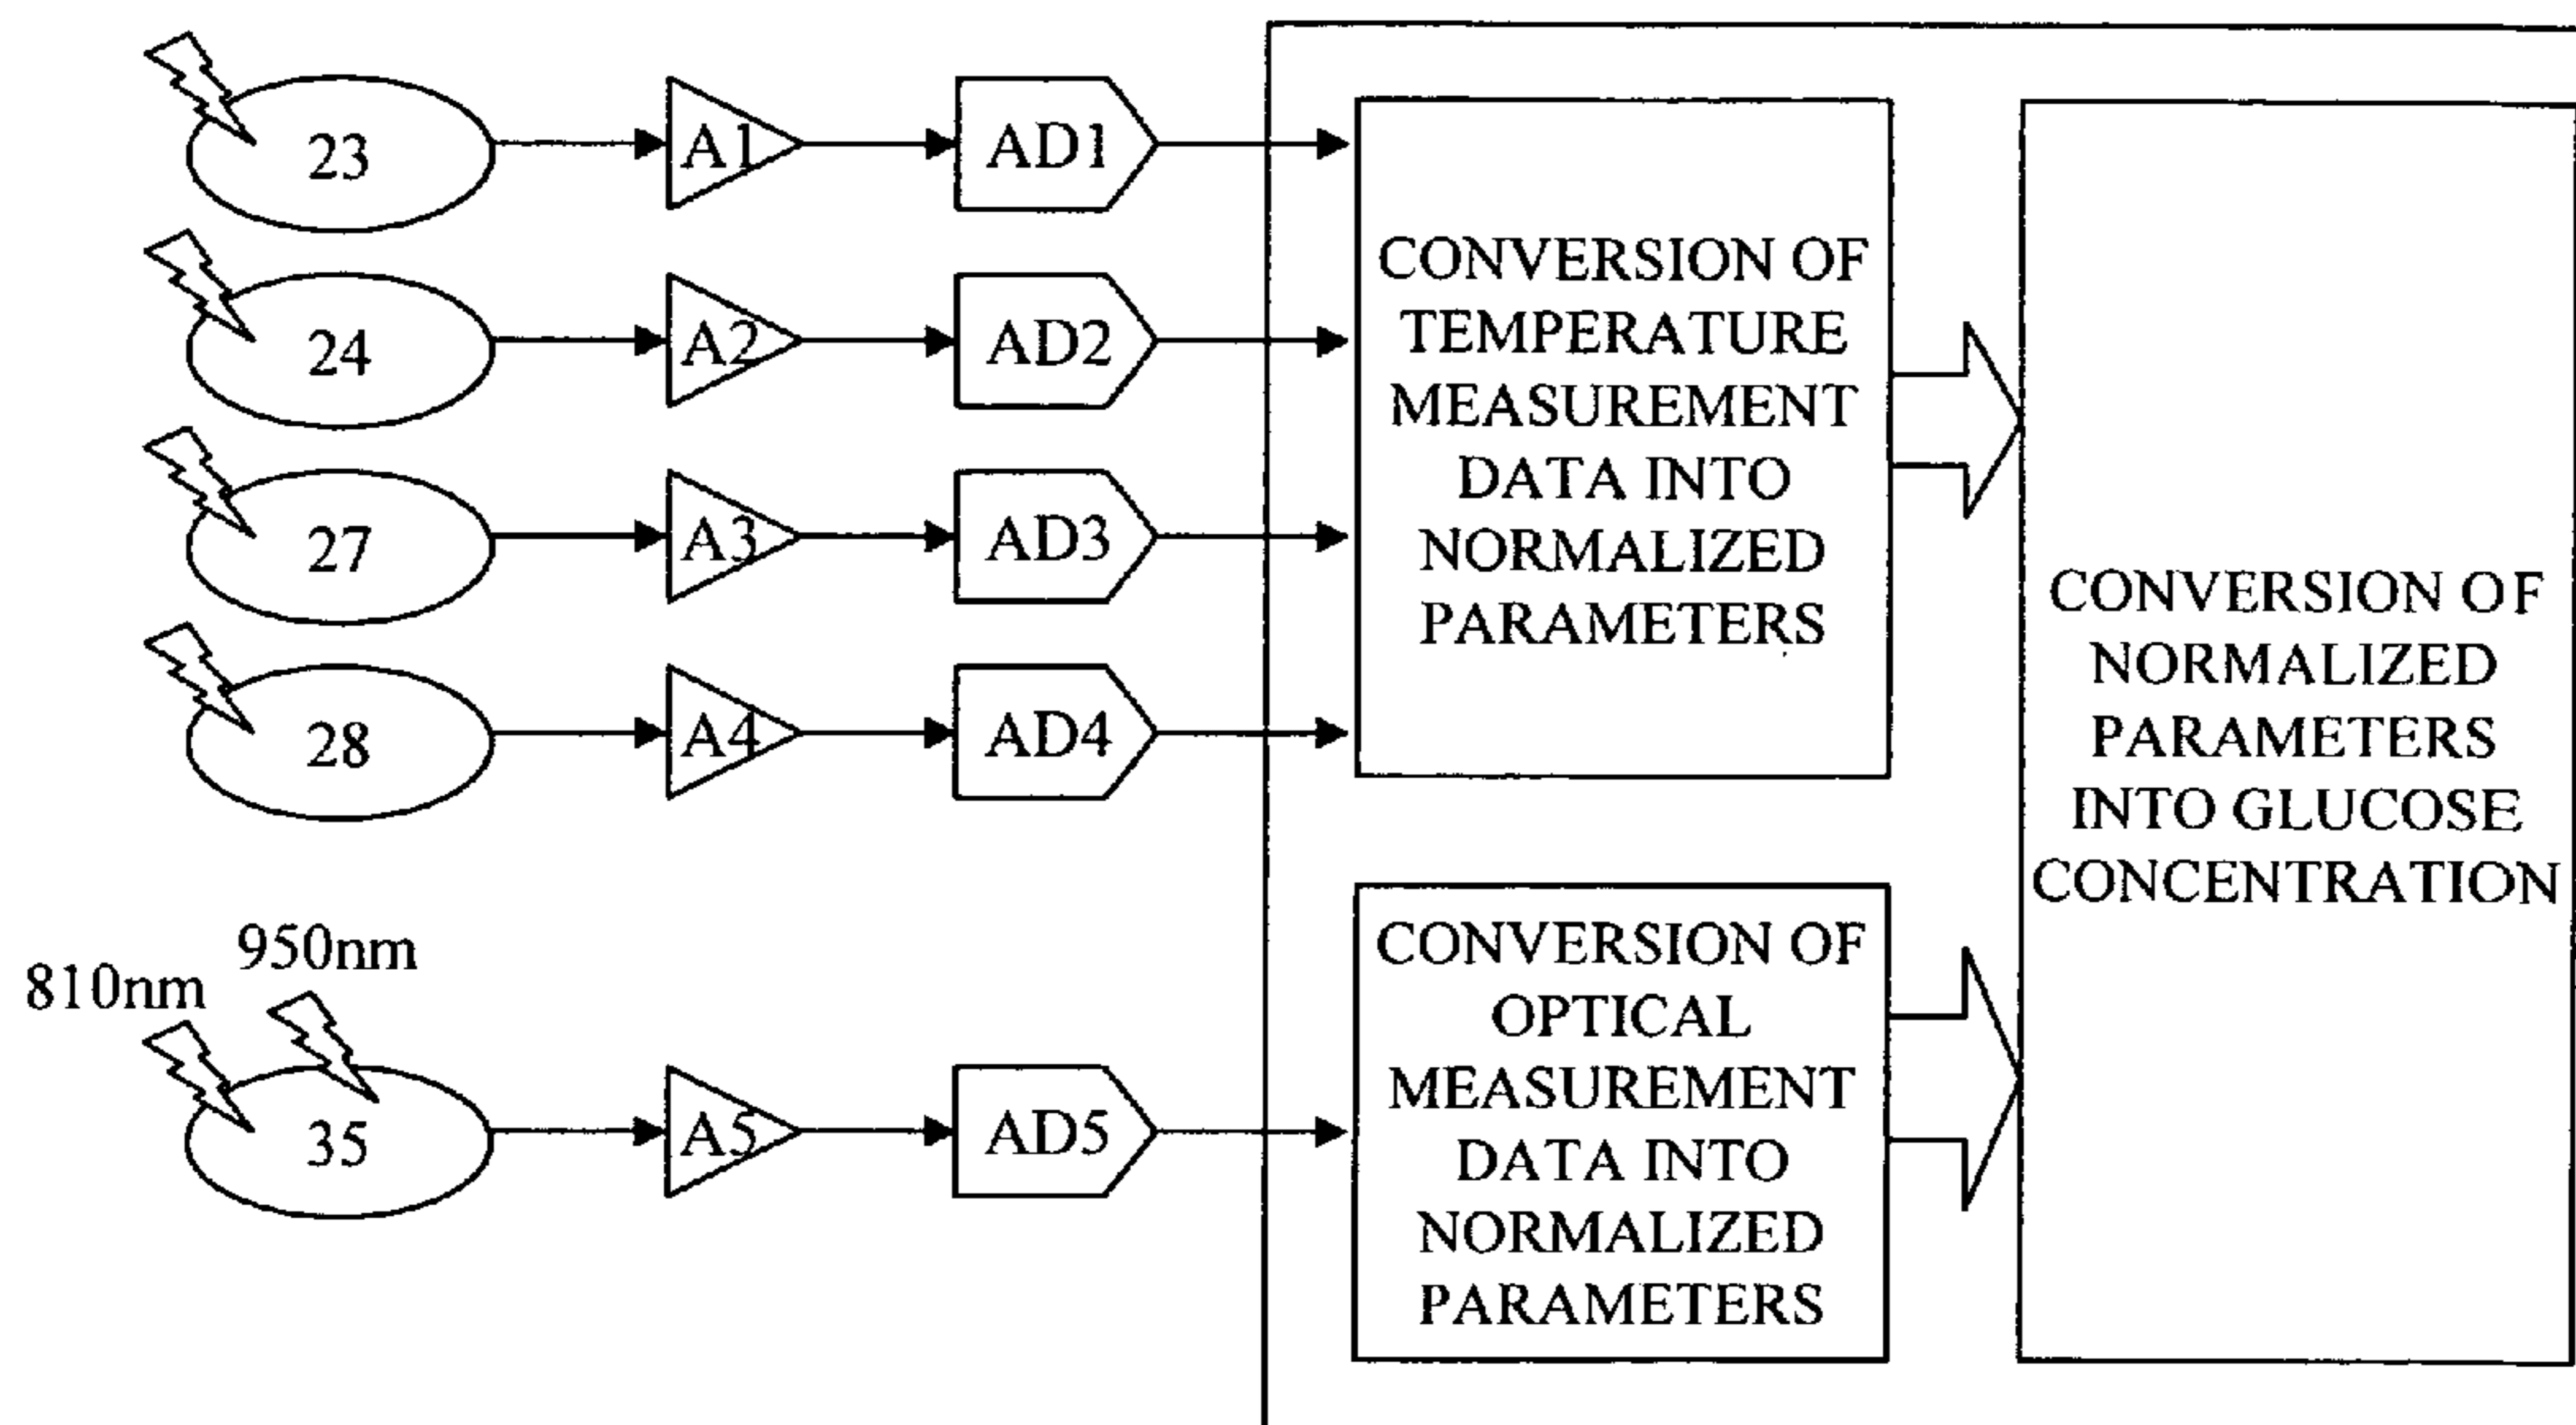 23
A1
AD1
24
A2
AD2
27
A3
AD3
28
A4
AD4
CONVERSION OF
TEMPERATURE
MEASUREMENT
DATA INTO
NORMALIZED
PARAMETERS
810nm
950nm
35
A5
AD5
CONVERSION OF
OPTICAL
MEASUREMENT
DATA INTO
NORMALIZED
PARAMETERS
CONVERSION OF
NORMALIZED
PARAMETERS
INTO GLUCOSE
CONCENTRATION